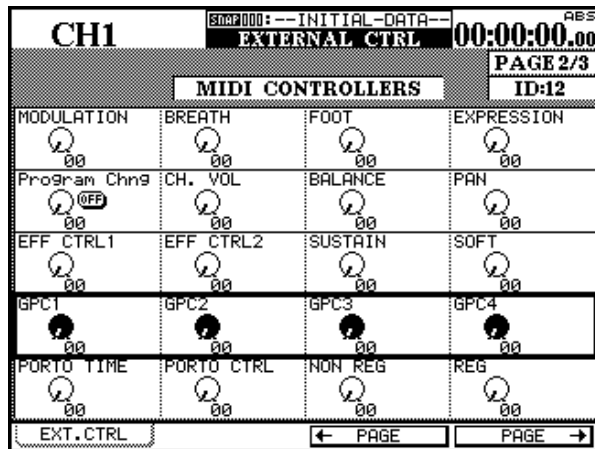 CH1
SNAP000: --INITIAL-DATA--
EXTERNAL CTRL
ABS
00:00:00.00
PAGE 2/3
MIDI CONTROLLERS
ID:12
MODULATION BREATH FOOT EXPRESSION
00 00 00 00
Program Chng CH. VOL BALANCE PAN
OFF
00 00 00 00
EFF CTRL1 EFF CTRL2 SUSTAIN SOFT
00 00 00 00
GPC1 GPC2 GPC3 GPC4
00 00 00 00
PORTO TIME PORTO CTRL NON REG REG
00 00 00 00
EXT.CTRL ← PAGE PAGE →